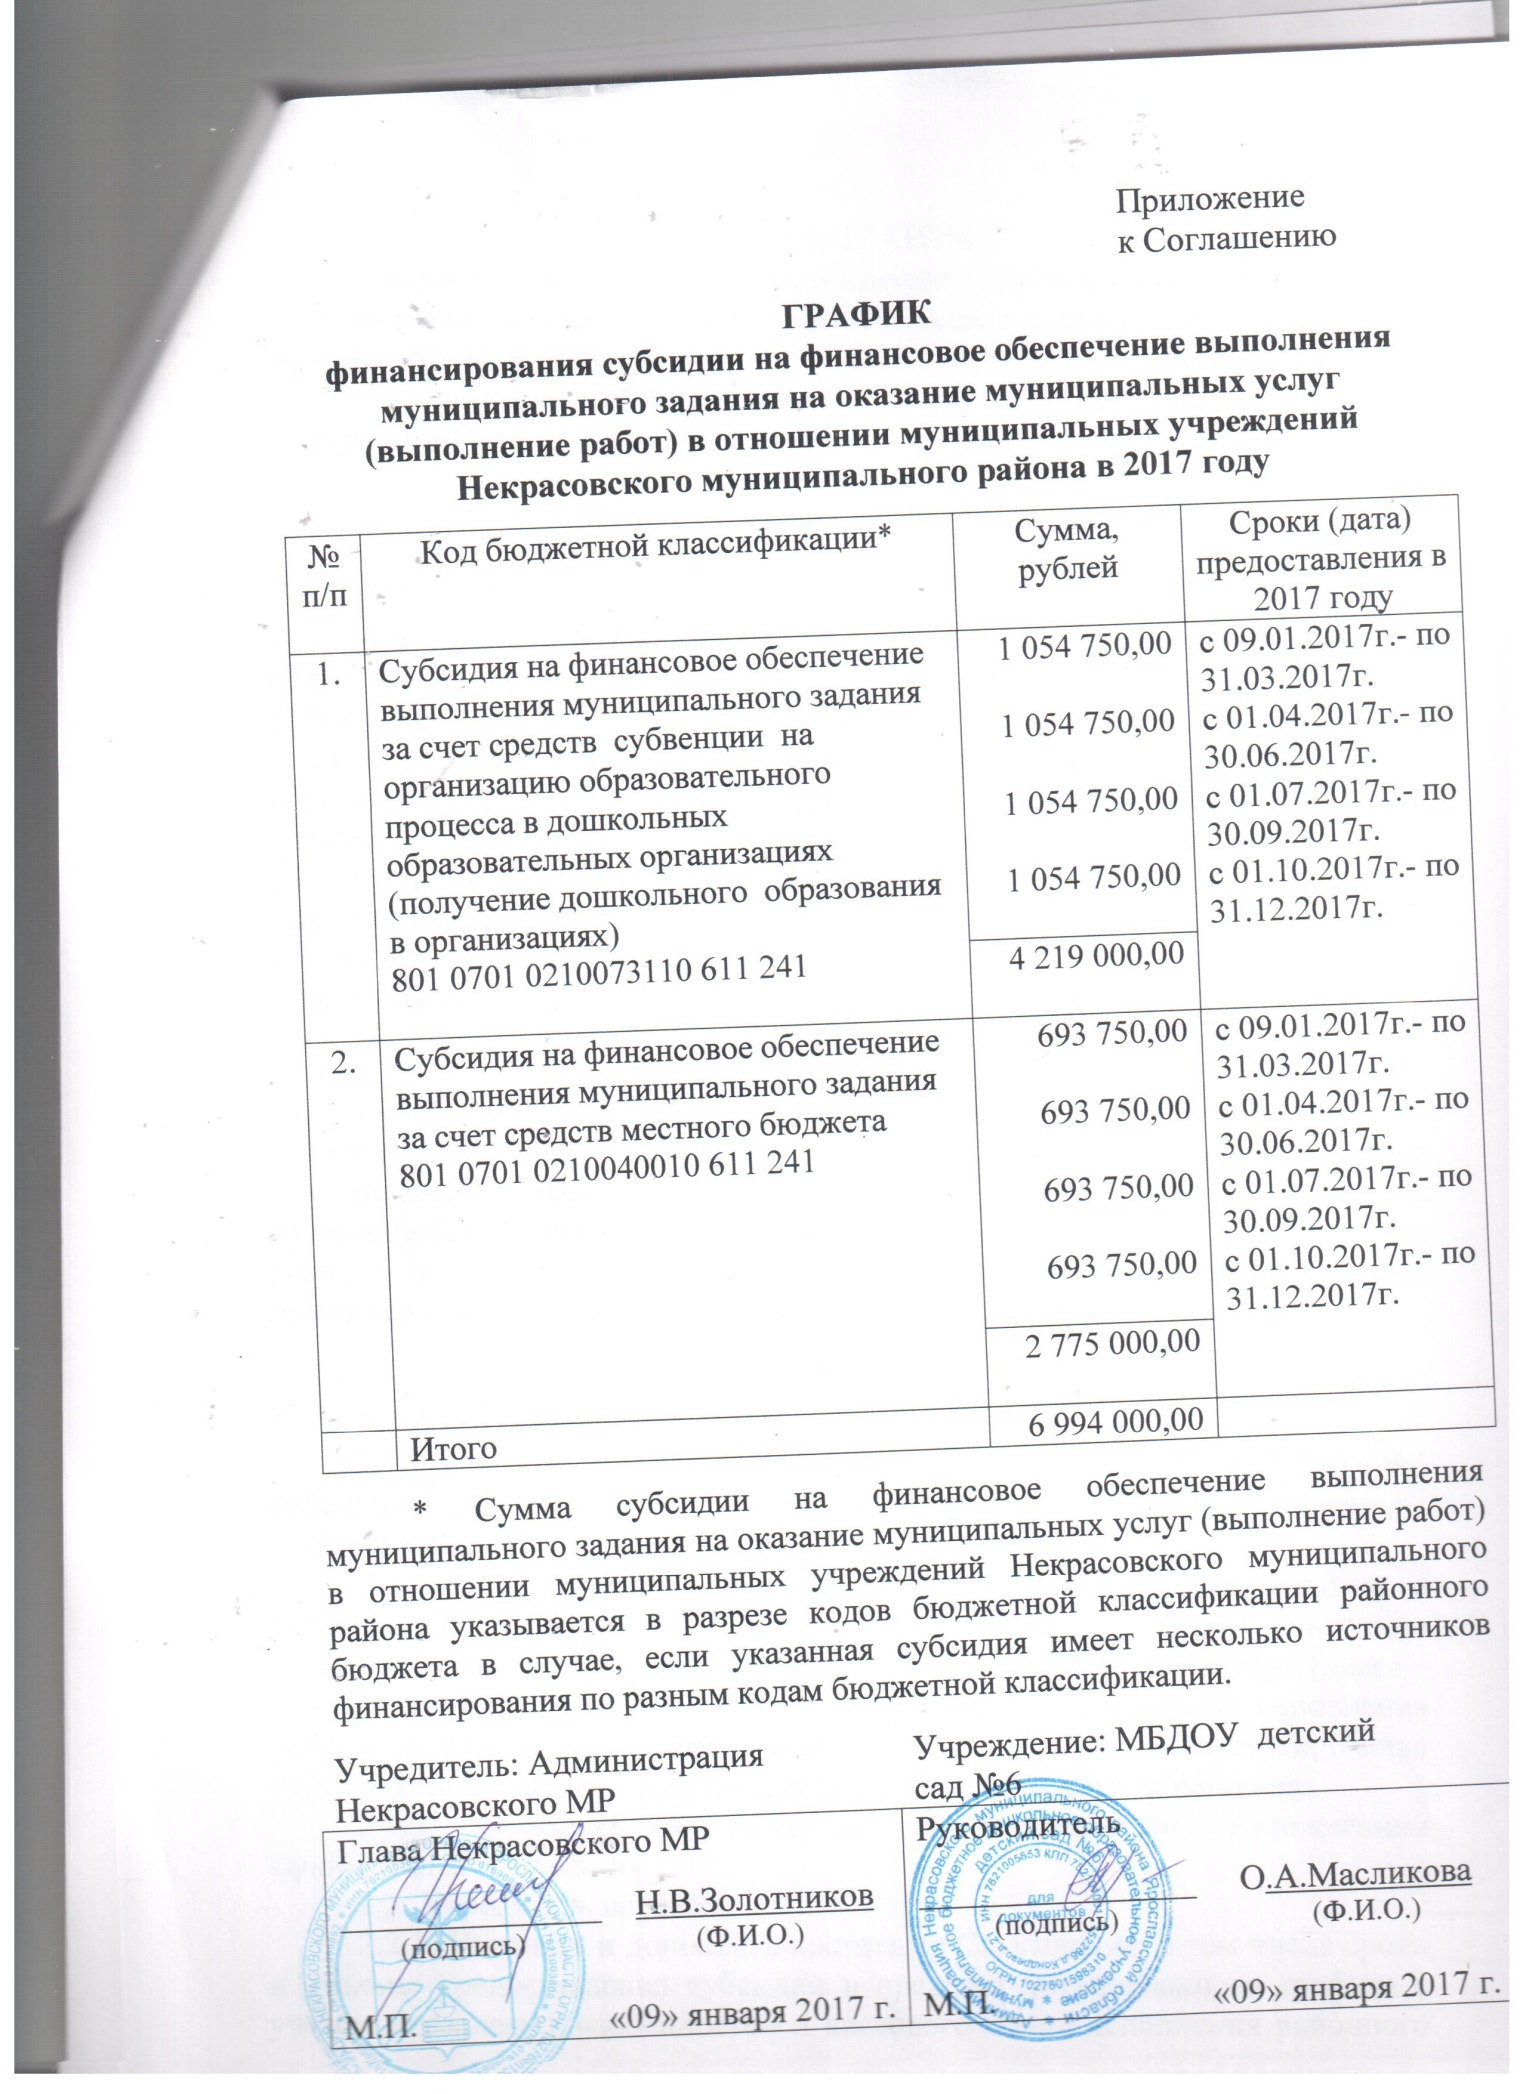 Приложение
к Соглашению
ГРАФИК
финансирования субсидии на финансовое обеспечение выполнения
муниципального задания на оказание муниципальных услуг
(выполнение работ) в отношении муниципальных учреждений
Некрасовского муниципального района в 2017 году
№
п/п
Код бюджетной классификации*
Сумма,
рублей
Сроки (дата)
предоставления в
2017 году
1.
Субсидия на финансовое обеспечение
выполнения муниципального задания
за счет средств субвенции на
организацию образовательного
процесса в дошкольных
образовательных организациях
(получение дошкольного образования
в организациях)
801 0701 0210073110 611 241
1 054 750,00
1 054 750,00
1 054 750,00
1 054 750,00
4 219 000,00
с 09.01.2017г.- по
31.03.2017г.
с 01.04.2017г.- по
30.06.2017г.
с 01.07.2017г.- по
30.09.2017г.
с 01.10.2017г.- по
31.12.2017г.
2.
Субсидия на финансовое обеспечение
выполнения муниципального задания
за счет средств местного бюджета
801 0701 0210040010 611 241
693 750,00
693 750,00
693 750,00
693 750,00
2 775 000,00
с 09.01.2017г.- по
31.03.2017г.
с 01.04.2017г.- по
30.06.2017г.
с 01.07.2017г.- по
30.09.2017г.
с 01.10.2017г.- по
31.12.2017г.
Итого
6 994 000,00
* Сумма субсидии на финансовое обеспечение выполнения
муниципального задания на оказание муниципальных услуг (выполнение работ)
в отношении муниципальных учреждений Некрасовского муниципального
района указывается в разрезе кодов бюджетной классификации районного
бюджета в случае, если указанная субсидия имеет несколько источников
финансирования по разным кодам бюджетной классификации.
Учредитель: Администрация
Некрасовского МР
Глава Некрасовского МР
Н.В.Золотников
(подпись)
(Ф.И.О.)
М.П.
«09» января 2017 г.
Учреждение: МБДОУ детский
сад №6
Руководитель
О.А.Масликова
(подпись)
(Ф.И.О.)
М.П.
«09» января 2017 г.
для
документов
ИНН 7621005653 КПП
ОГРН 1027601598310